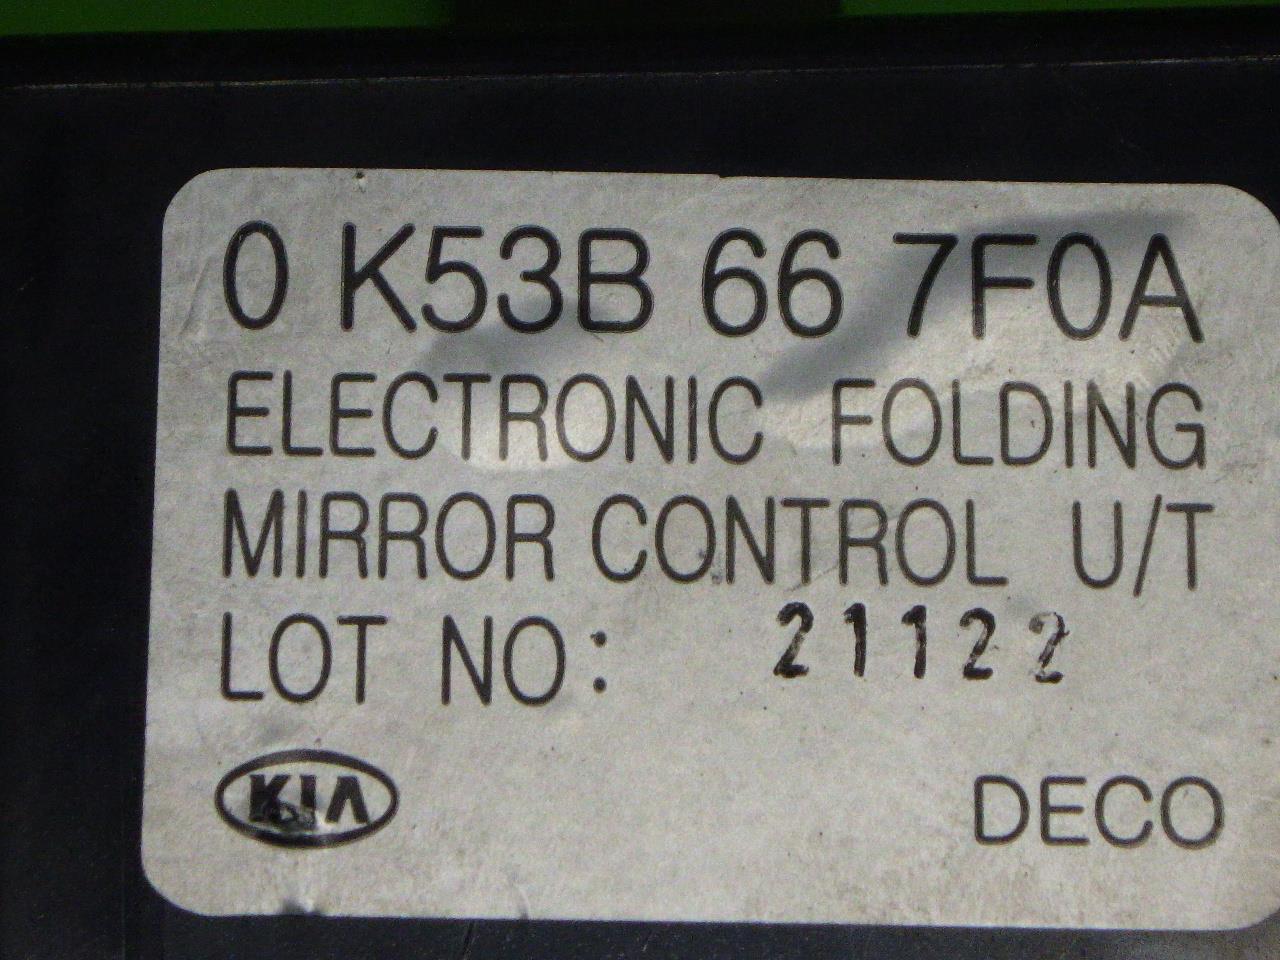 0 K53B 66 7F0A
ELECTRONIC FOLDING
MIRROR CONTROL U/T
LOT NO: 21122
KIA DECO